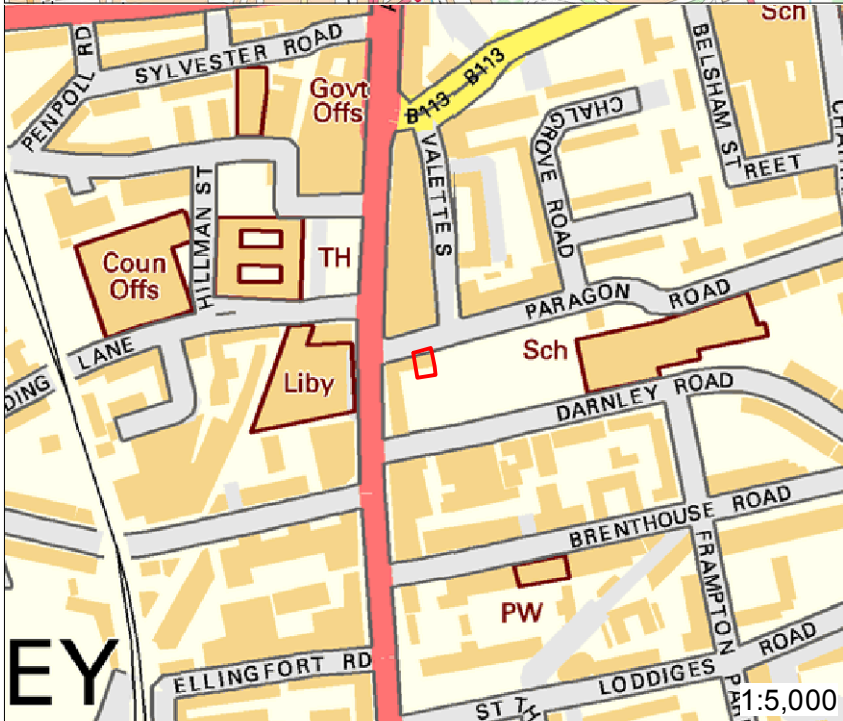 Sch
PENPOLL RD
SYLVESTER ROAD
Govt
Offs
B113
B113
BELSHAM ST
CHALGROVE ROAD
VALETTE S
REET
HILLMAN ST
Coun
Offs
TH
PARAGON ROAD
DING LANE
Liby
Sch
DARNLEY ROAD
BRENTHOUSE ROAD
FRAMPTON
PW
EY
ELLINGFORT RD
LODDIGES ROAD
ST
1:5,000